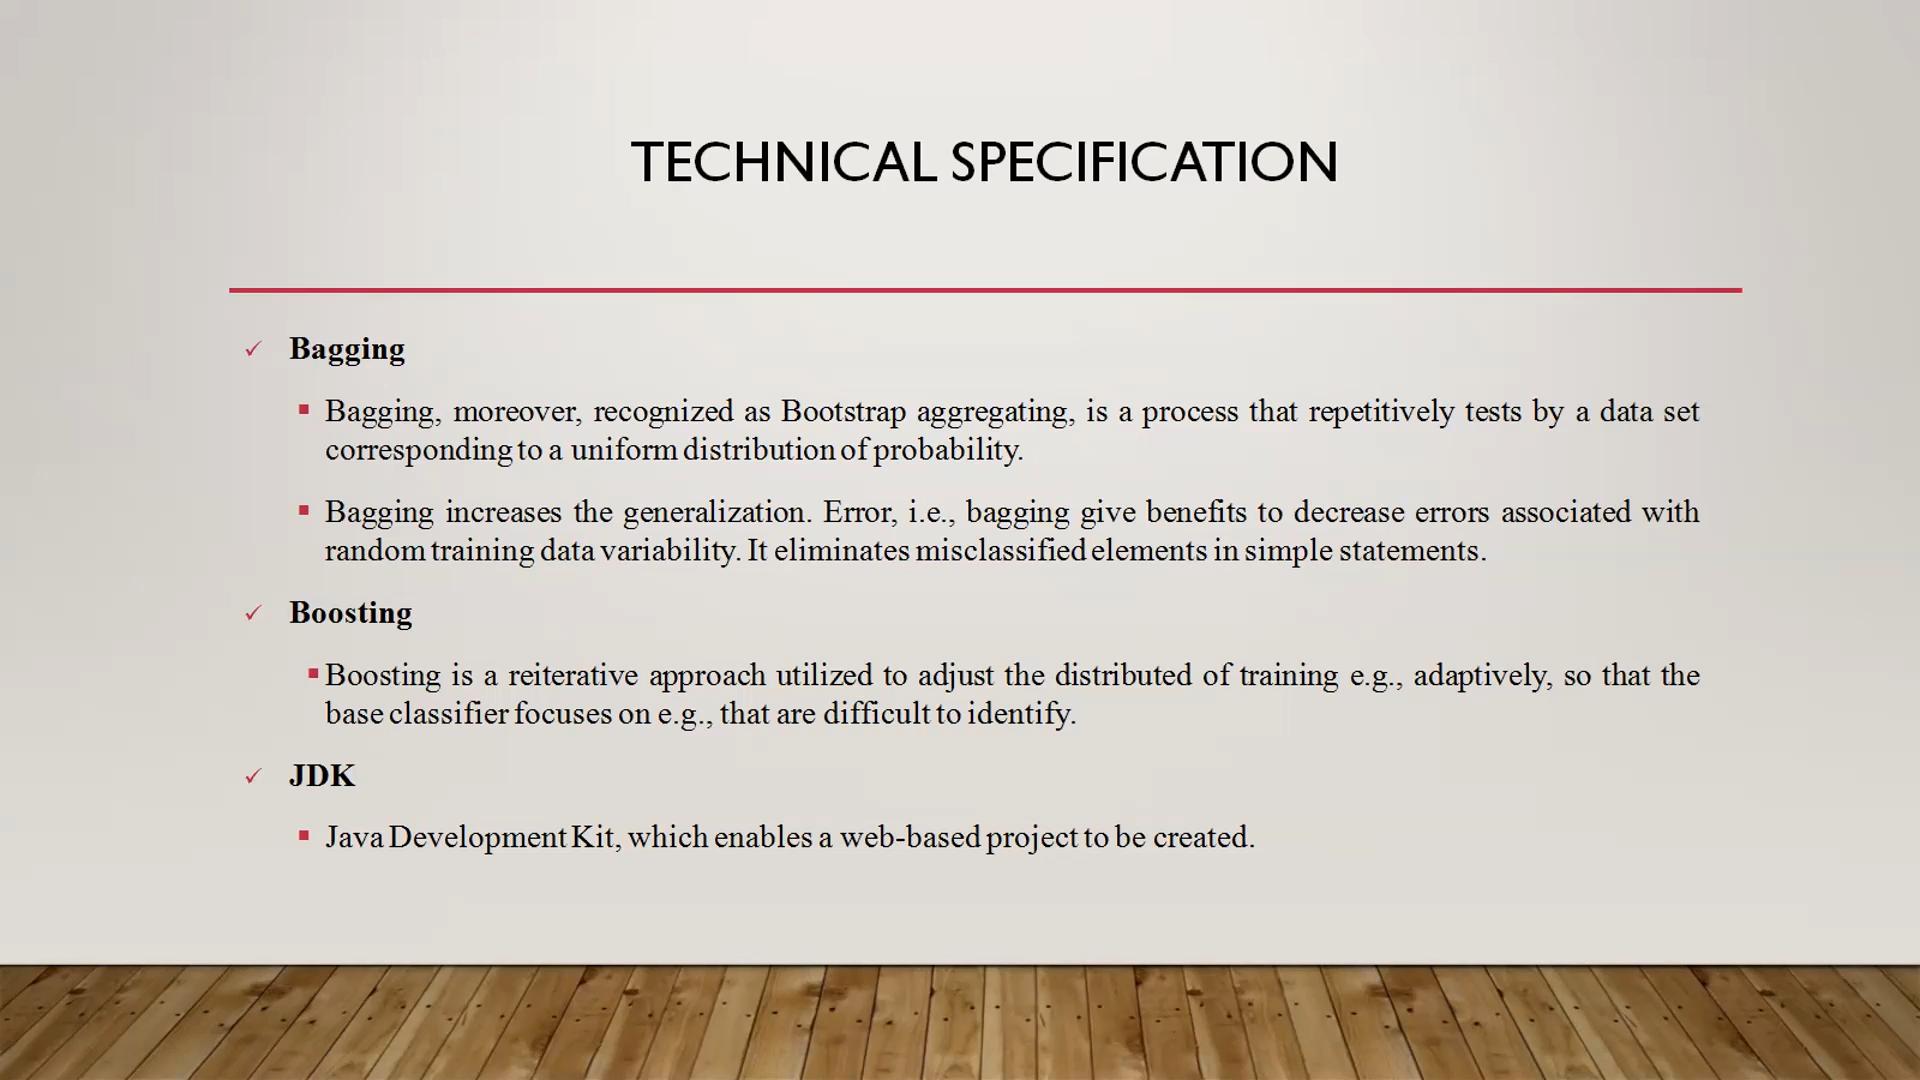 TECHNICAL SPECIFICATION
Bagging
Bagging, moreover, recognized as Bootstrap aggregating, is a process that repetitively tests by a data set
corresponding to a uniform distribution of probability.
Bagging increases the generalization. Error, i.e., bagging give benefits to decrease errors associated with
random training data variability. It eliminates misclassified elements in simple statements.
Boosting
Boosting is a reiterative approach utilized to adjust the distributed of training e.g., adaptively, so that the
base classifier focuses on e.g., that are difficult to identify.
JDK
Java Development Kit, which enables a web-based project to be created.